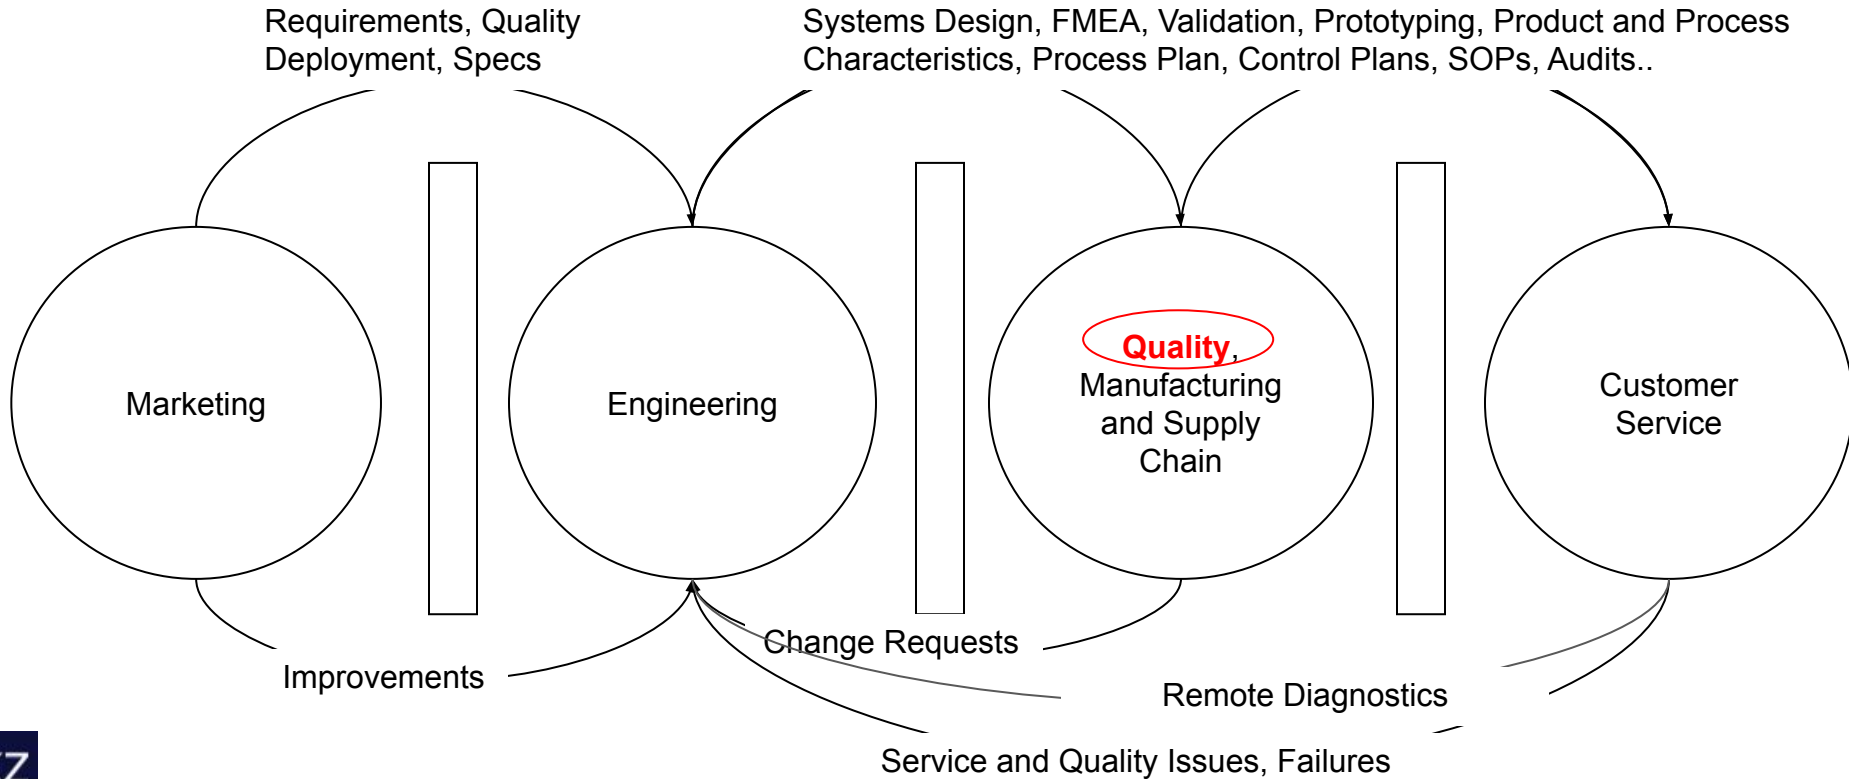 Requirements, Quality
Deployment, Specs
Systems Design, FMEA, Validation, Prototyping, Product and Process
Characteristics, Process Plan, Control Plans, SOPs, Audits..
Marketing
Engineering
Quality,
Manufacturing
and Supply
Chain
Customer
Service
Change Requests
Improvements
Remote Diagnostics
Service and Quality Issues, Failures